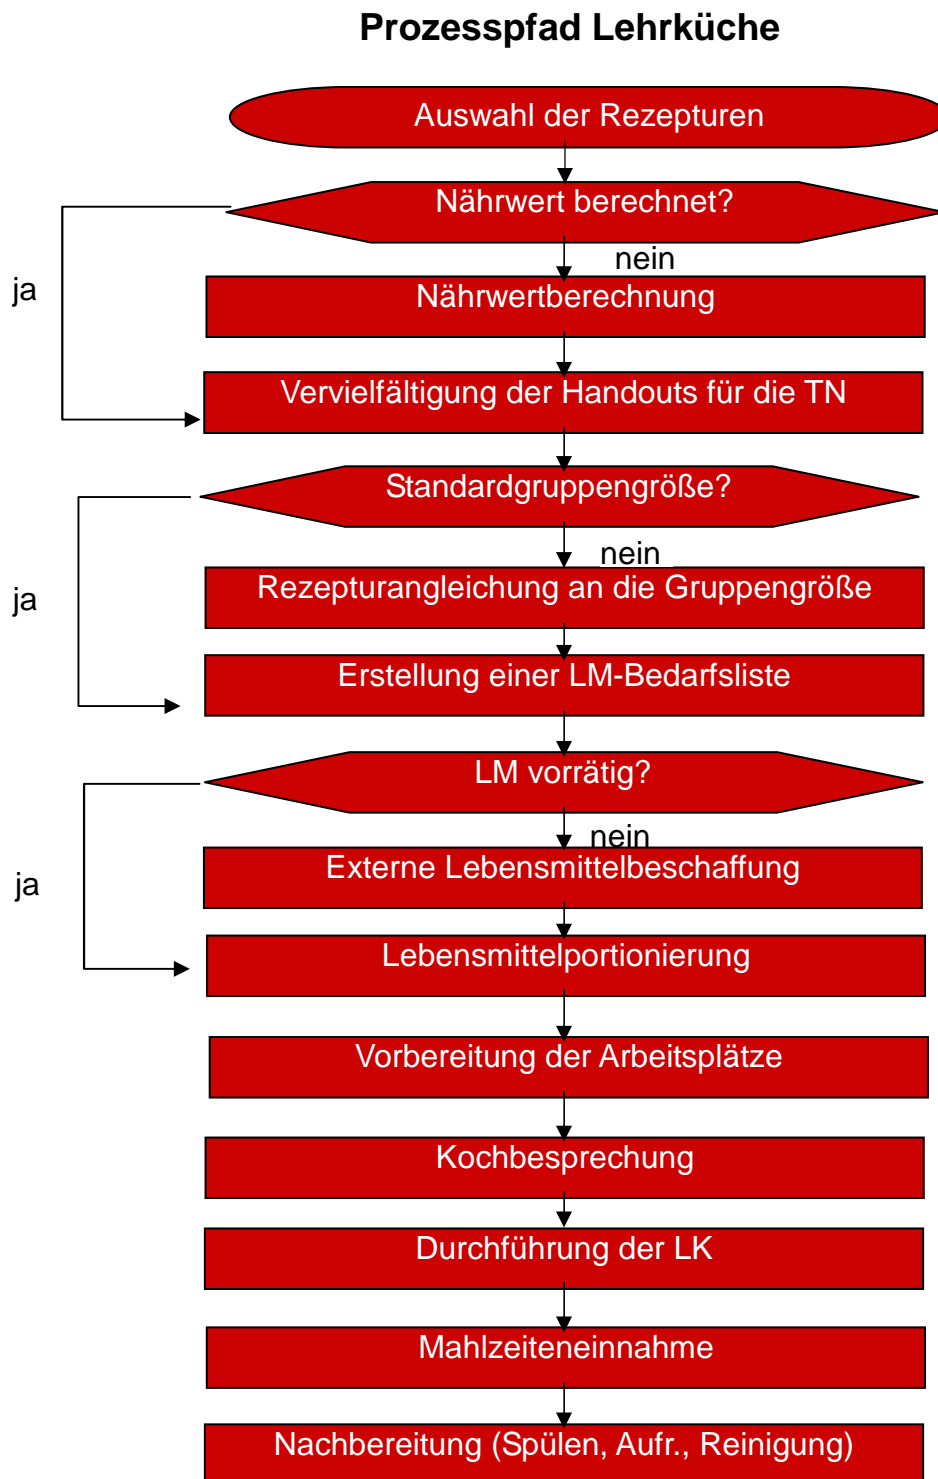 Prozesspfad Lehrküche
Auswahl der Rezepturen
Nährwert berechnet?
nein
ja
Nährwertberechnung
Vervielfältigung der Handouts für die TN
Standardgruppengröße?
nein
ja
Rezepturangleichung an die Gruppengröße
Erstellung einer LM-Bedarfsliste
LM vorrätig?
nein
ja
Externe Lebensmittelbeschaffung
Lebensmittelportionierung
Vorbereitung der Arbeitsplätze
Kochbesprechung
Durchführung der LK
Mahlzeiteneinnahme
Nachbereitung (Spülen, Aufr., Reinigung)